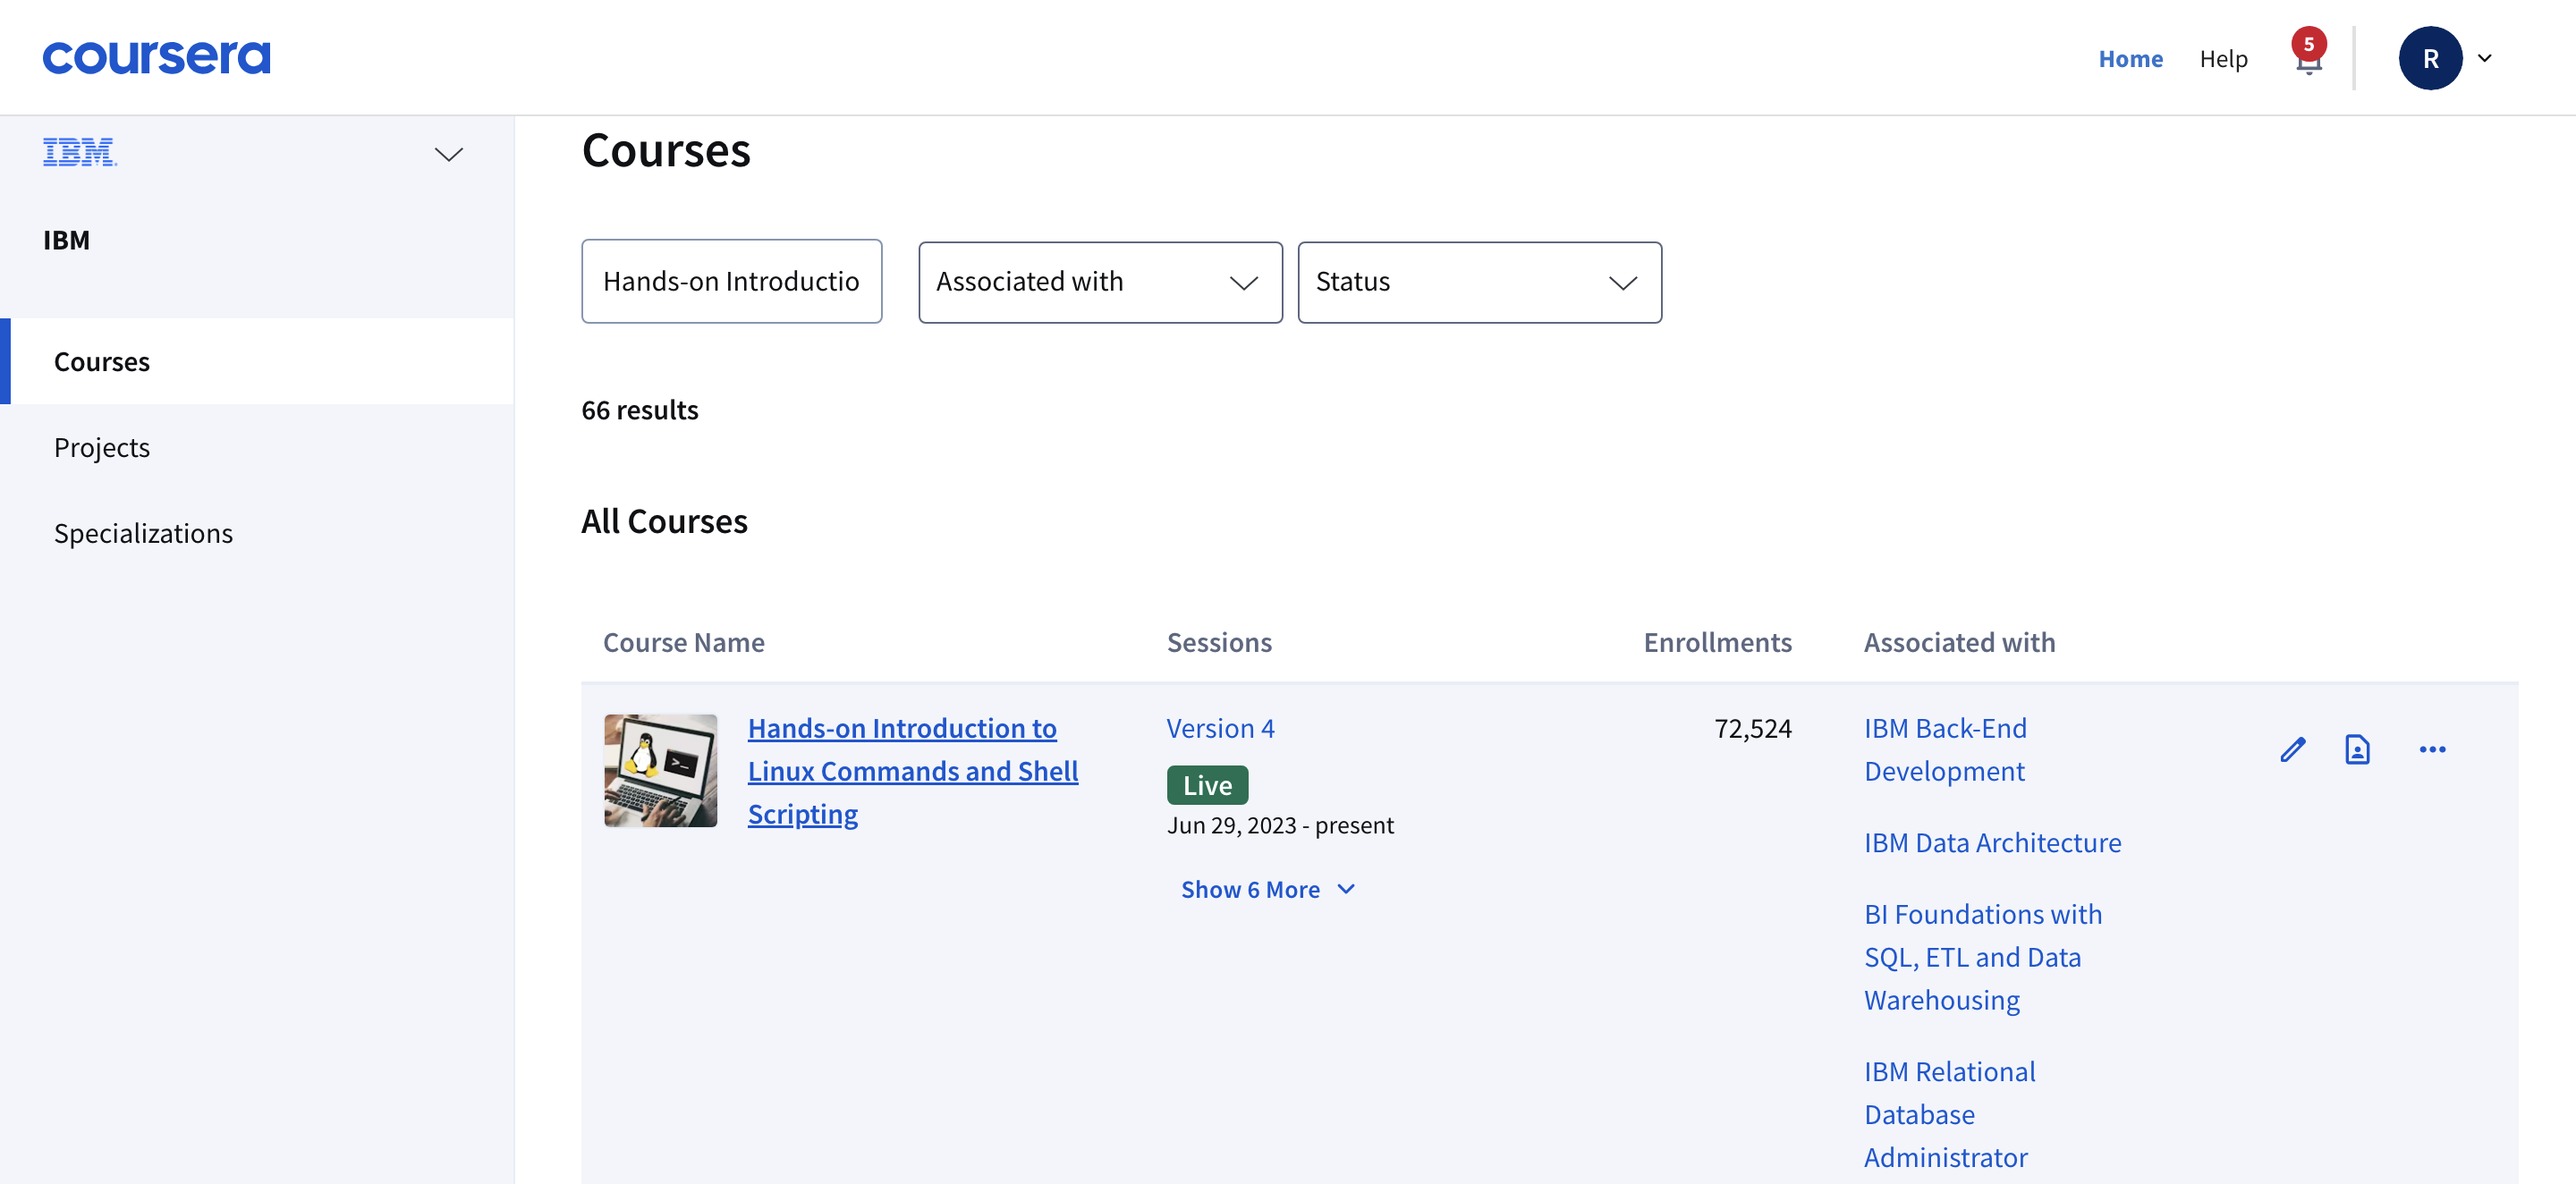 coursera
Home
Help
5
R
IBM
IBM
Courses
Projects
Specializations
Courses
Hands-on Introductio
Associated with
Status
66 results
All Courses
Course Name
Sessions
Enrollments
Associated with
Hands-on Introduction to
Linux Commands and Shell
Scripting
Version 4
Live
Jun 29, 2023 - present
Show 6 More
72,524
IBM Back-End
Development
IBM Data Architecture
BI Foundations with
SQL, ETL and Data
Warehousing
IBM Relational
Database
Administrator